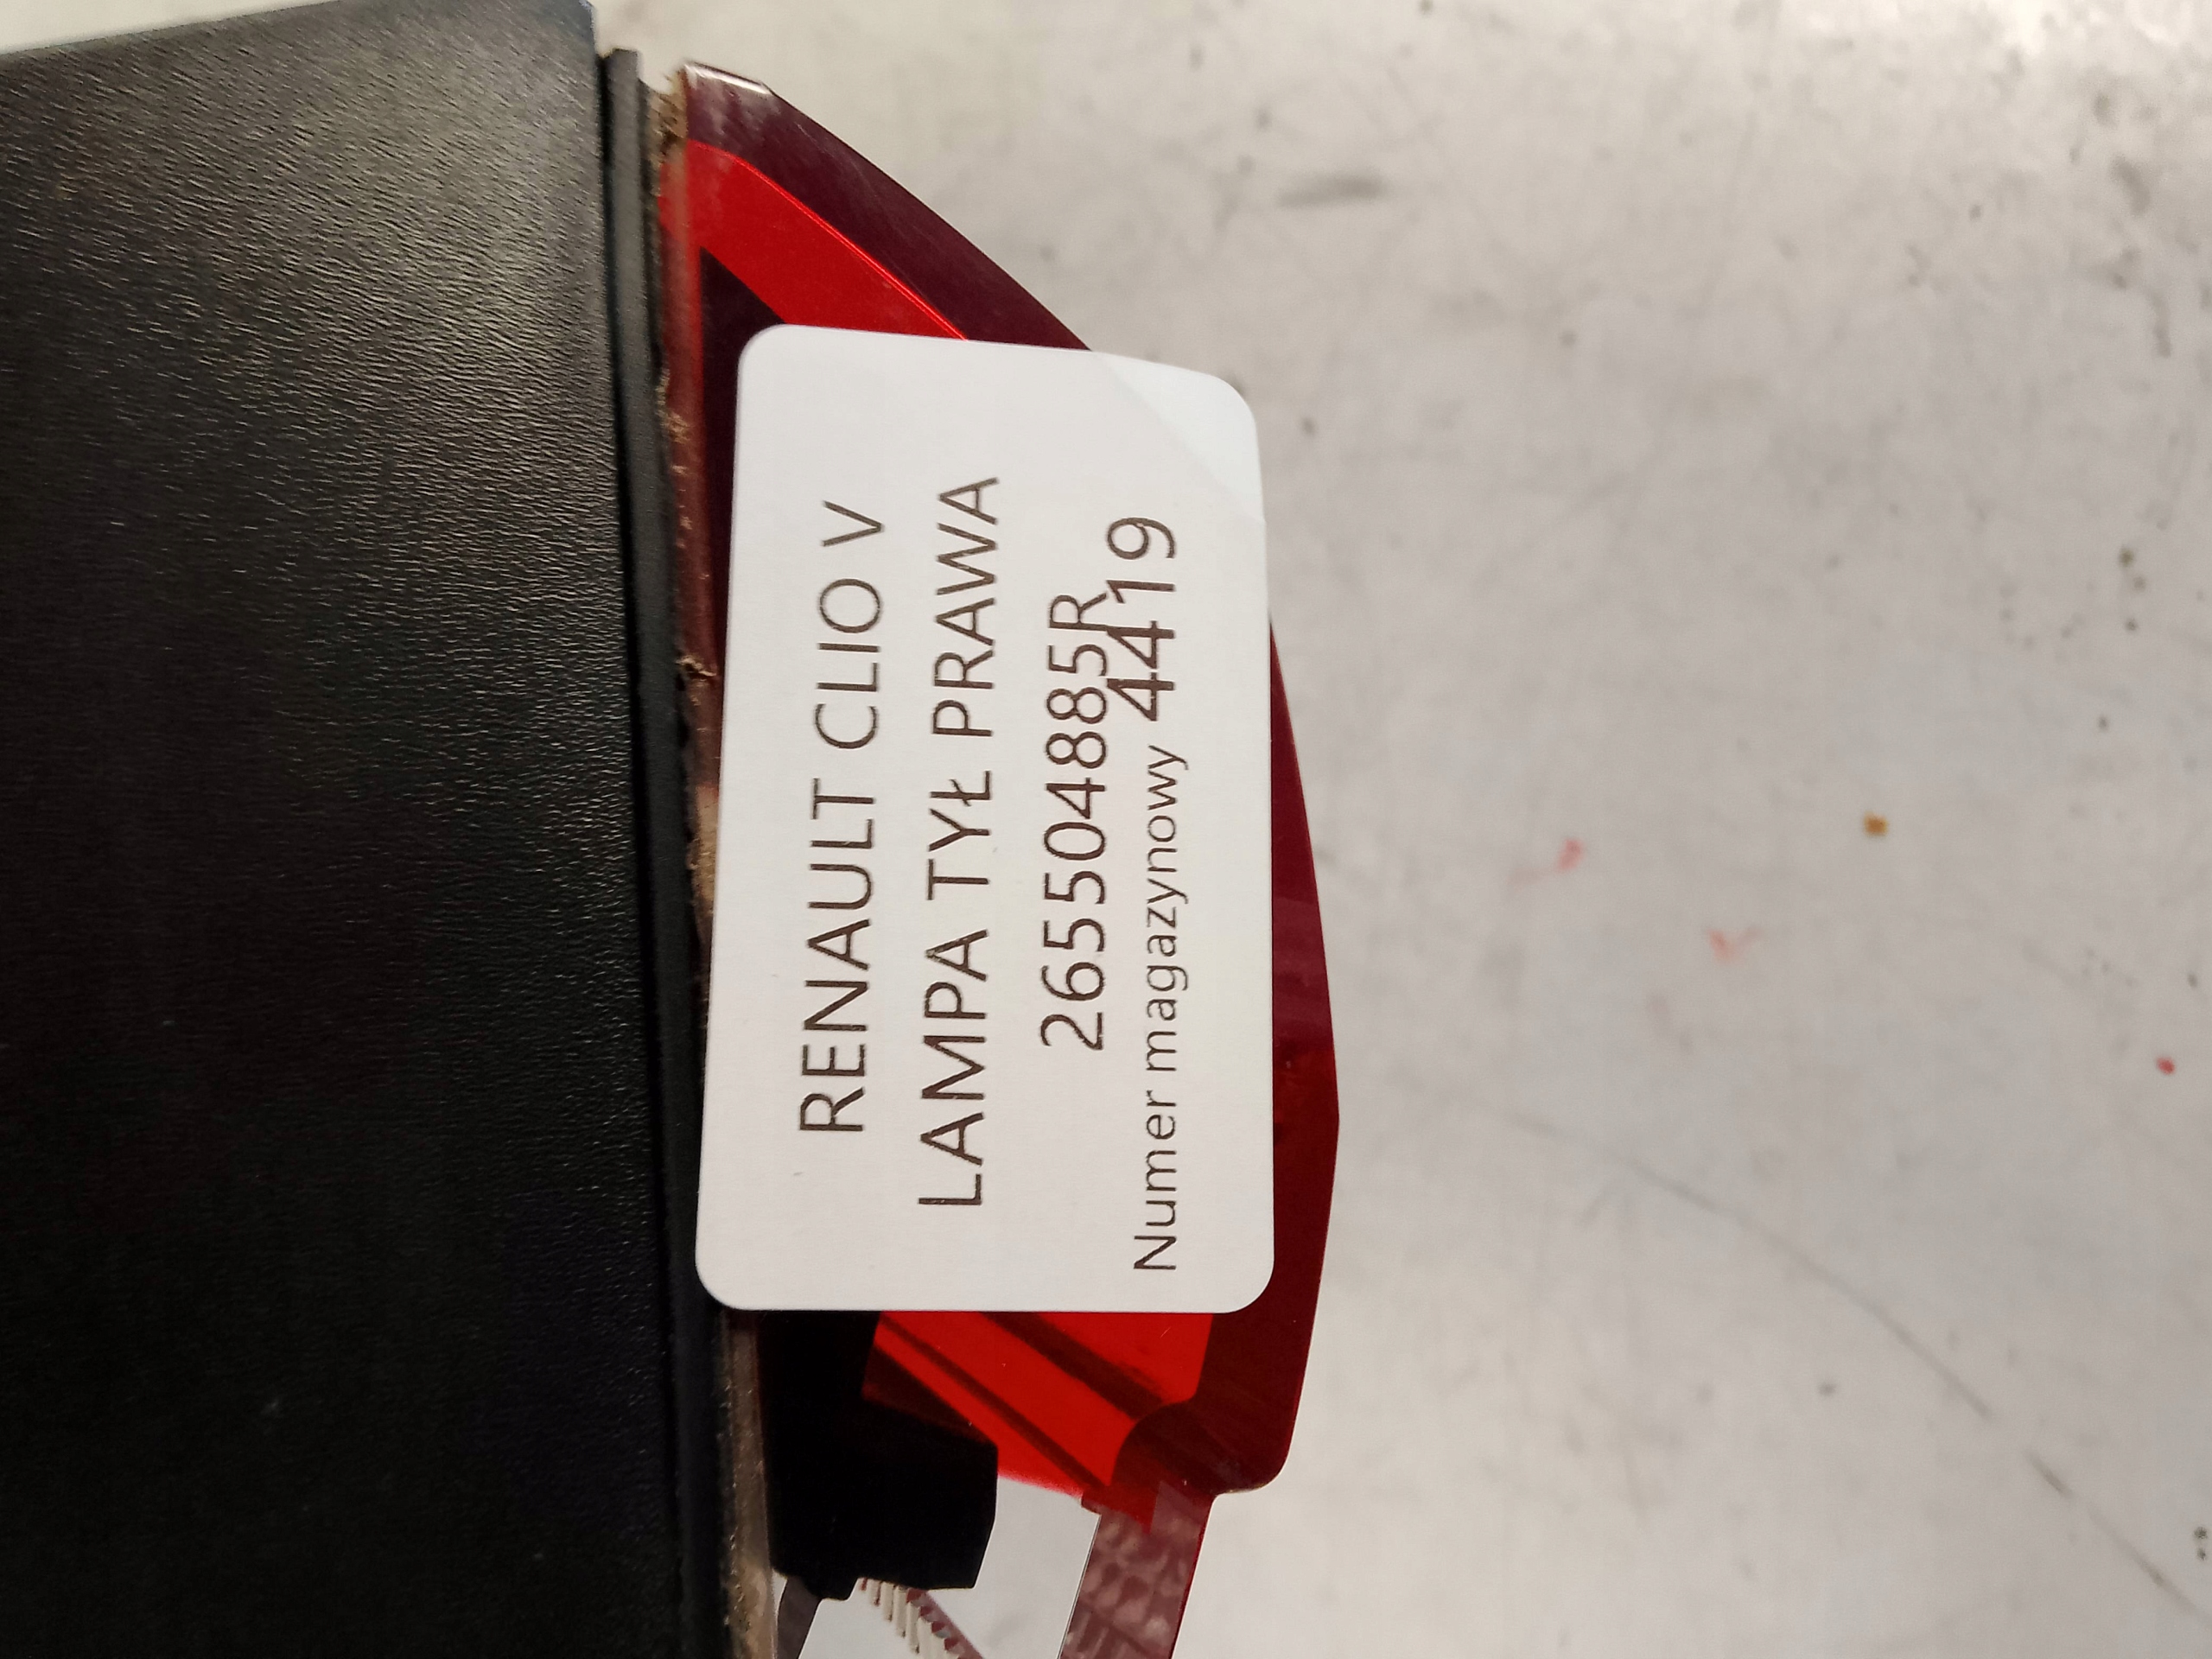 RENAULT CLIO V
LAMPA TYŁ PRAWA
265504885R
Numer magazynowy 4419